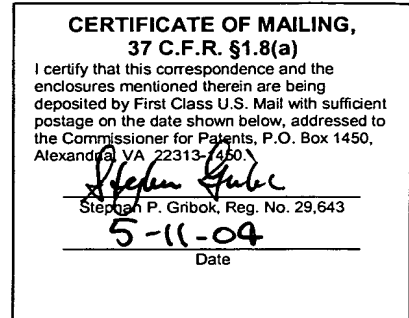 CERTIFICATE OF MAILING,
37 C.F.R. §1.8(a)
I certify that this correspondence and the
enclosures mentioned therein are being
deposited by First Class U.S. Mail with sufficient
postage on the date shown below, addressed to
the Commissioner for Patents, P.O. Box 1450,
Alexandria, VA 22313-1450.
Stephan Gribok
Stephan P. Gribok, Reg. No. 29,643
5-11-04
Date